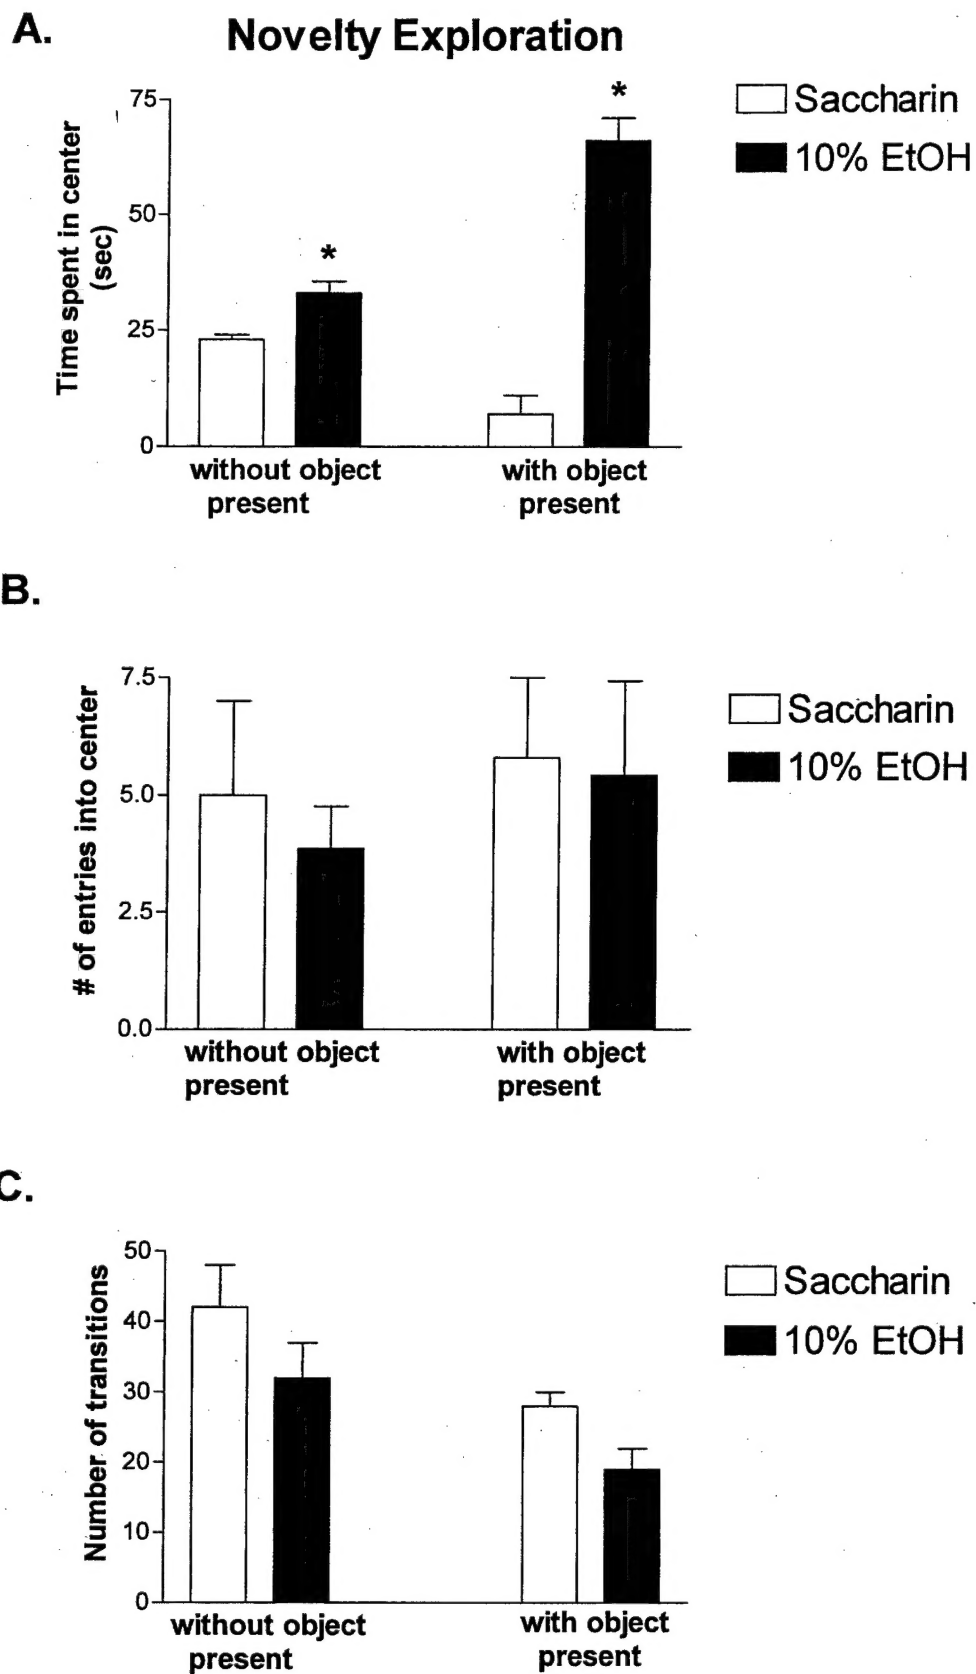 A.
Novelty Exploration
Time spent in center
(sec)
75
50
25
0
*
*
without object
present
with object
present
Saccharin
10% EtOH
B.
# of entries into center
7.5
5.0
2.5
0.0
without object
present
with object
present
Saccharin
10% EtOH
C.
Number of transitions
50
40
30
20
10
0
without object
present
with object
present
Saccharin
10% EtOH